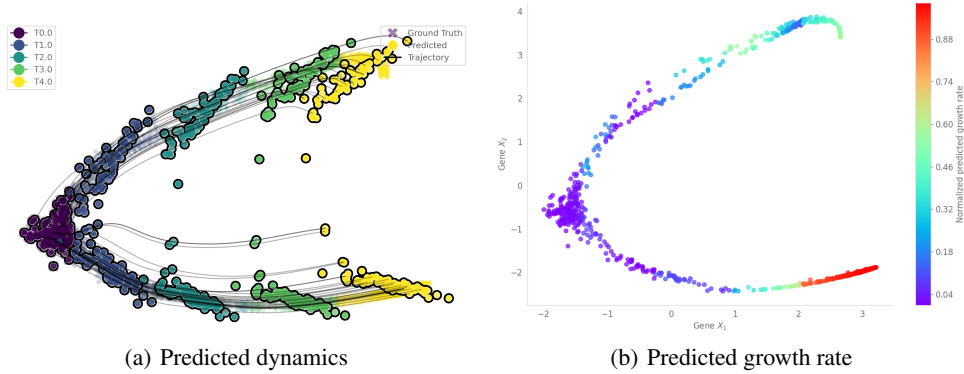 T0.0
T1.0
T2.0
T3.0
T4.0
Ground Truth
Predicted
Trajectory
(a) Predicted dynamics
4
3
2
1
0
−1
−2
Gene X₂
−2
−1
0
1
2
3
Gene X₁
0.88
0.74
0.60
0.46
0.32
0.18
0.04
Normalized predicted growth rate
(b) Predicted growth rate